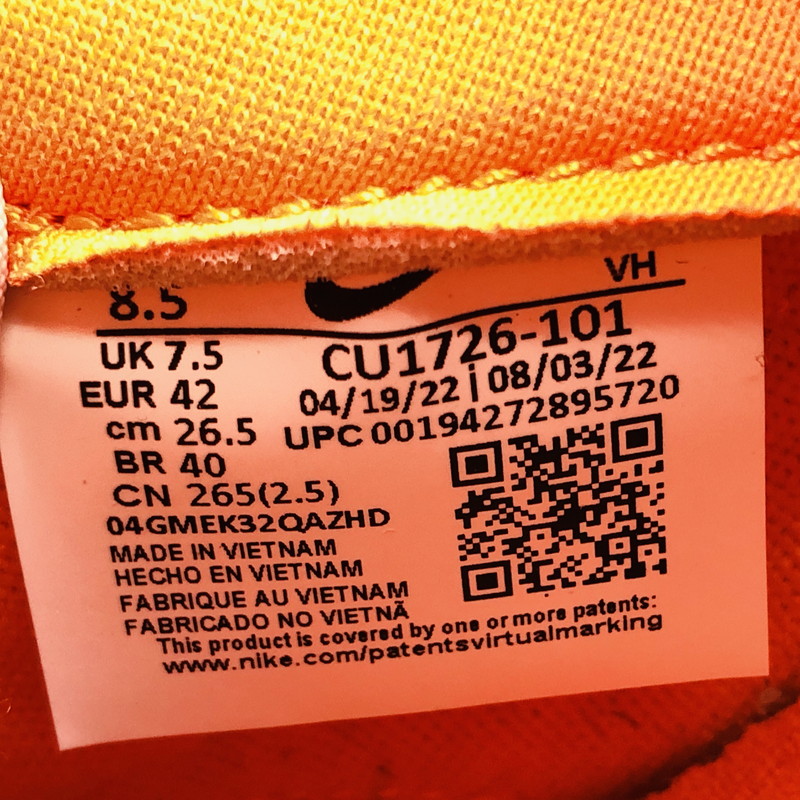 8.5
VH
UK 7.5
CU1726-101
EUR 42
04/19/22 | 08/03/22
cm 26.5
UPC 00194272895720
BR 40
CN 265(2.5)
04GMEK32QAZHD
MADE IN VIETNAM
HECHO EN VIETNAM
FABRIQUE AU VIETNAM
FABRICADO NO VIETNÃ
This product is covered by one or more patents:
www.nike.com/patentsvirtualmarking